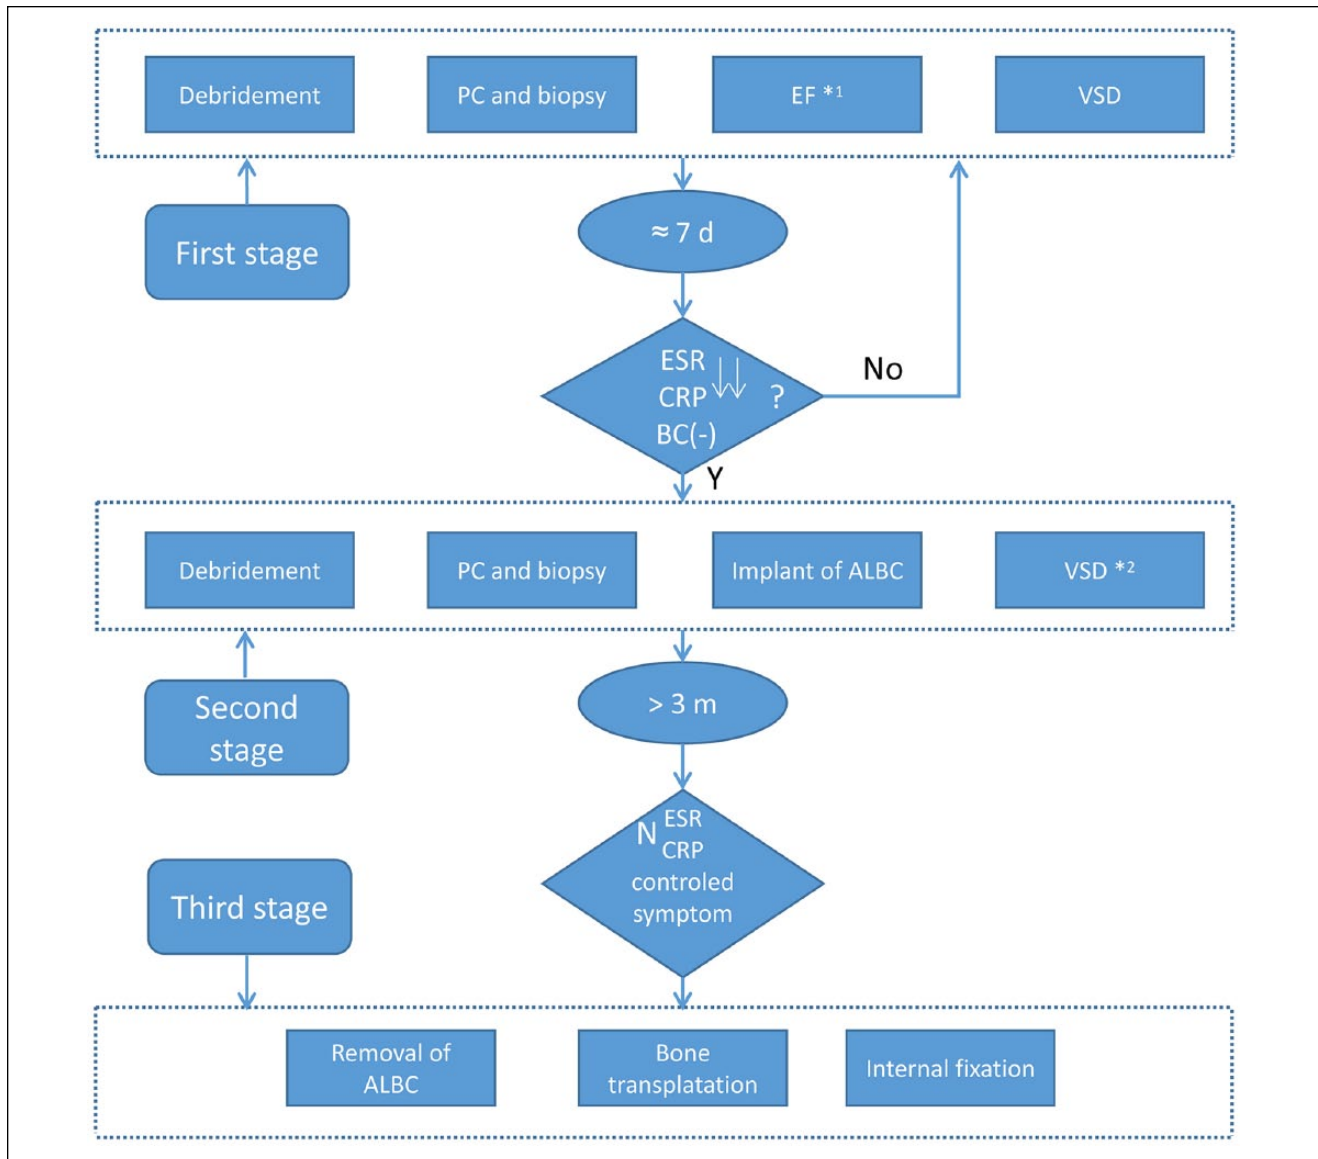 Debridement
PC and biopsy
EF *1
VSD
First stage
≈ 7 d
ESR ↓↓
CRP ?
BC(-)
No
Y
Debridement
PC and biopsy
Implant of ALBC
VSD *2
Second
stage
> 3 m
N ESR
CRP
controled
symptom
Third stage
Removal of
ALBC
Bone
transplatation
Internal fixation